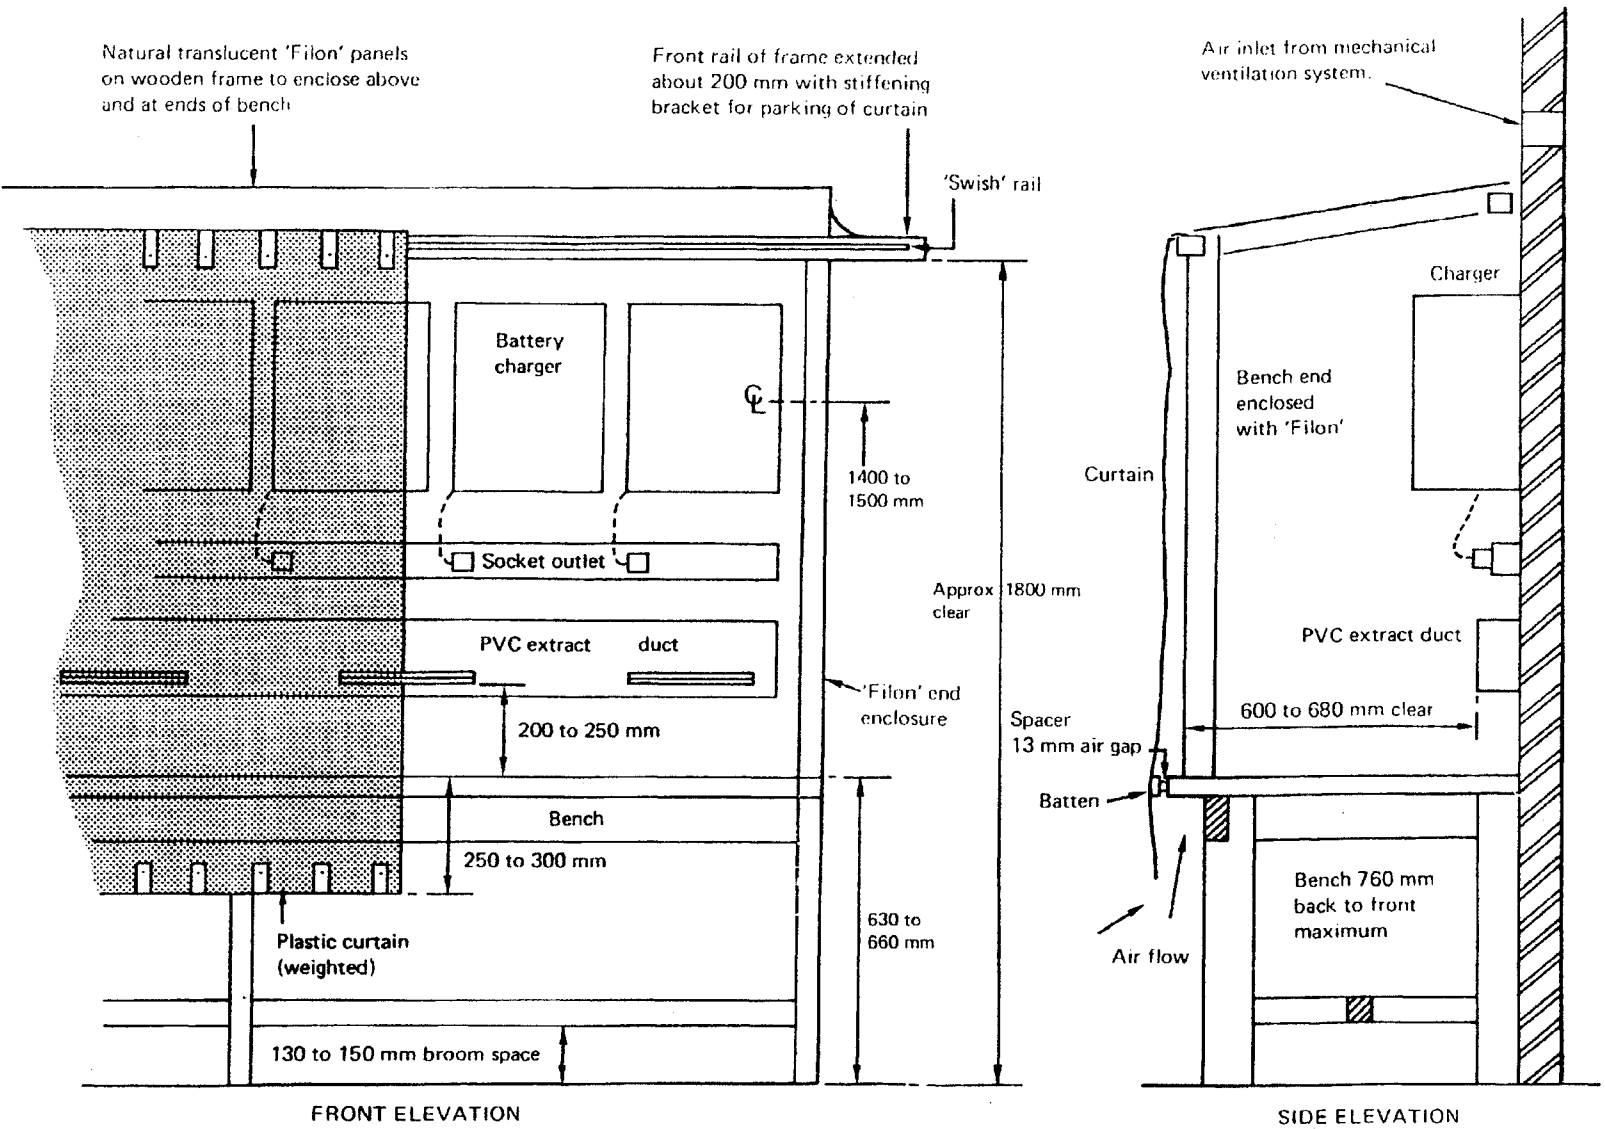 Natural translucent 'Filon' panels
on wooden frame to enclose above
and at ends of bench
Front rail of frame extended
about 200 mm with stiffening
bracket for parking of curtain
'Swish' rail
Battery
charger
℄
1400 to
1500 mm
Socket outlet
Approx 1800 mm
clear
PVC extract duct
'Filon' end
enclosure
200 to 250 mm
Bench
250 to 300 mm
630 to
660 mm
Plastic curtain
(weighted)
130 to 150 mm broom space
FRONT ELEVATION
Air inlet from mechanical
ventilation system.
Charger
Bench end
enclosed
with 'Filon'
Curtain
PVC extract duct
600 to 680 mm clear
Spacer
13 mm air gap
Batten
Bench 760 mm
back to front
maximum
Air flow
SIDE ELEVATION